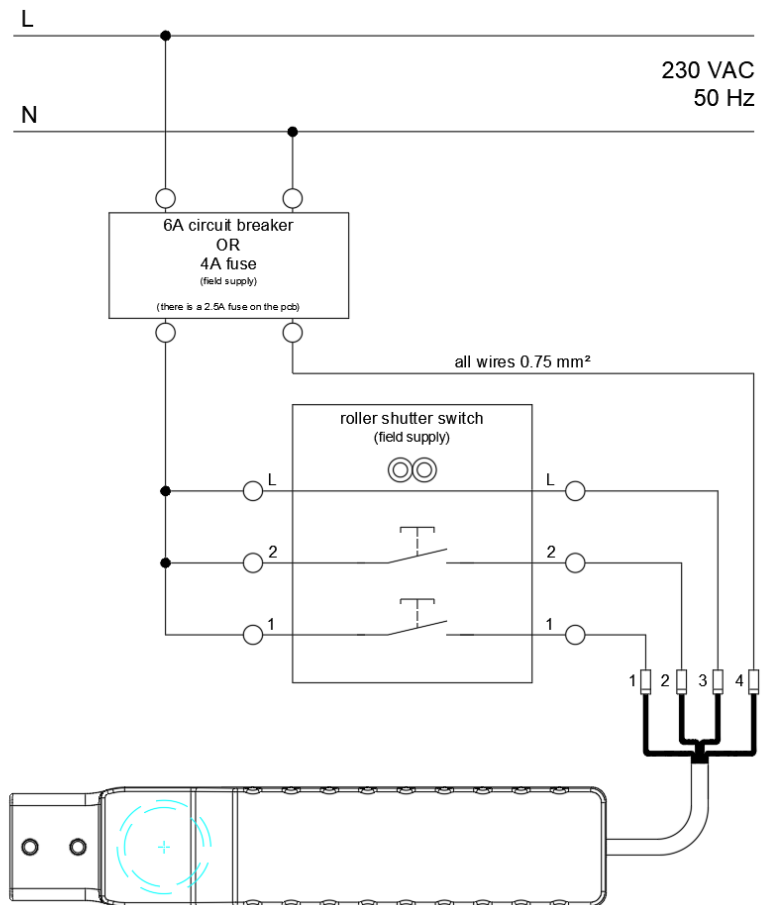 L
230 VAC
50 Hz
N
6A circuit breaker
OR
4A fuse
(field supply)
(there is a 2.5A fuse on the pcb)
all wires 0.75 mm²
roller shutter switch
(field supply)
L L
2 2
1 1
1 2 3 4